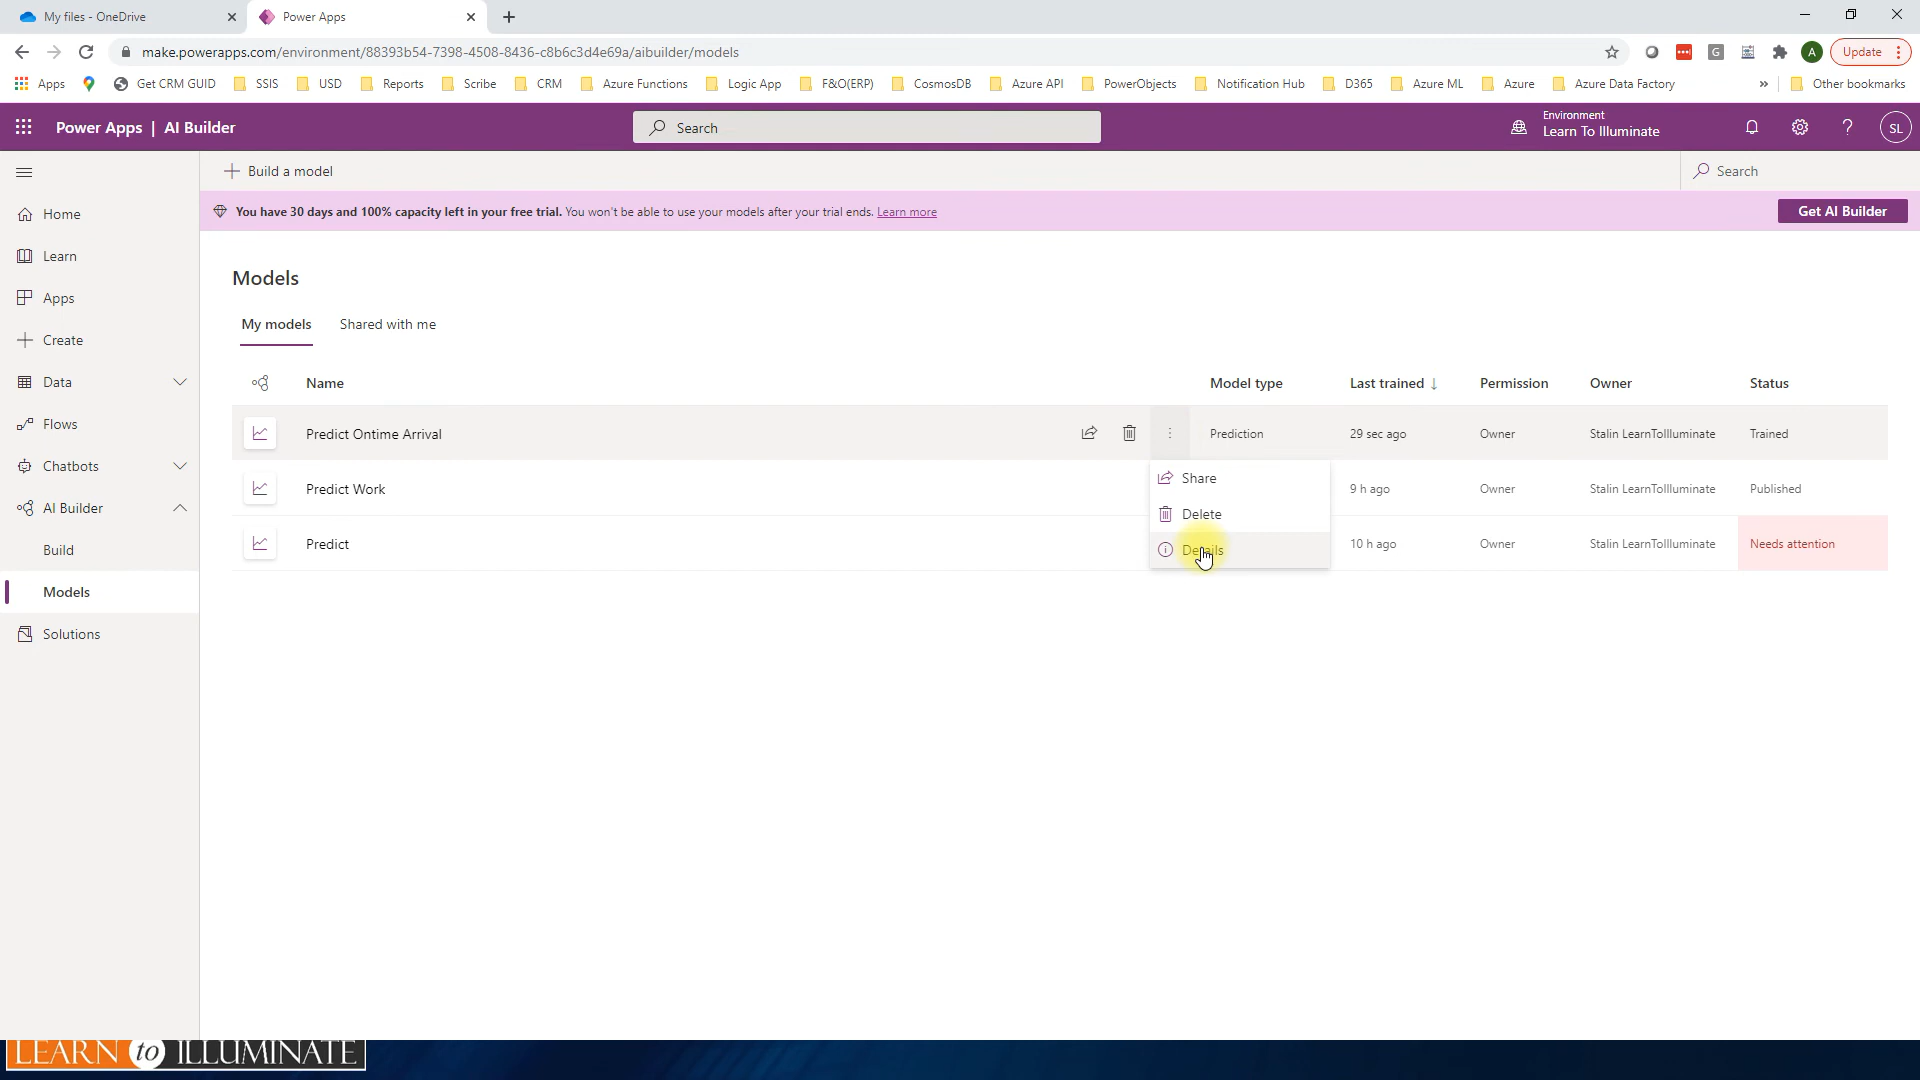 My files - OneDrive
Power Apps
make.powerapps.com/environment/88393b54-7398-4508-8436-c8b6c3d4e69a/aibuilder/models
A
Update
Apps
Get CRM GUID
SSIS
USD
Reports
Scribe
CRM
Azure Functions
Logic App
F&O(ERP)
CosmosDB
Azure API
PowerObjects
Notification Hub
D365
Azure ML
Azure
Azure Data Factory
»
Other bookmarks
Power Apps | AI Builder
Search
Environment
Learn To Illuminate
?
SL
Build a model
Search
You have 30 days and 100% capacity left in your free trial. You won't be able to use your models after your trial ends. Learn more
Get AI Builder
Home
Learn
Apps
Create
Data
Flows
Chatbots
AI Builder
Build
Models
Solutions
Models
My models
Shared with me
Name
Model type
Last trained ↓
Permission
Owner
Status
Predict Ontime Arrival
Prediction
29 sec ago
Owner
Stalin LearnToIlluminate
Trained
Predict Work
9 h ago
Owner
Stalin LearnToIlluminate
Published
Predict
10 h ago
Owner
Stalin LearnToIlluminate
Needs attention
Share
Delete
Details
LEARN to ILLUMINATE